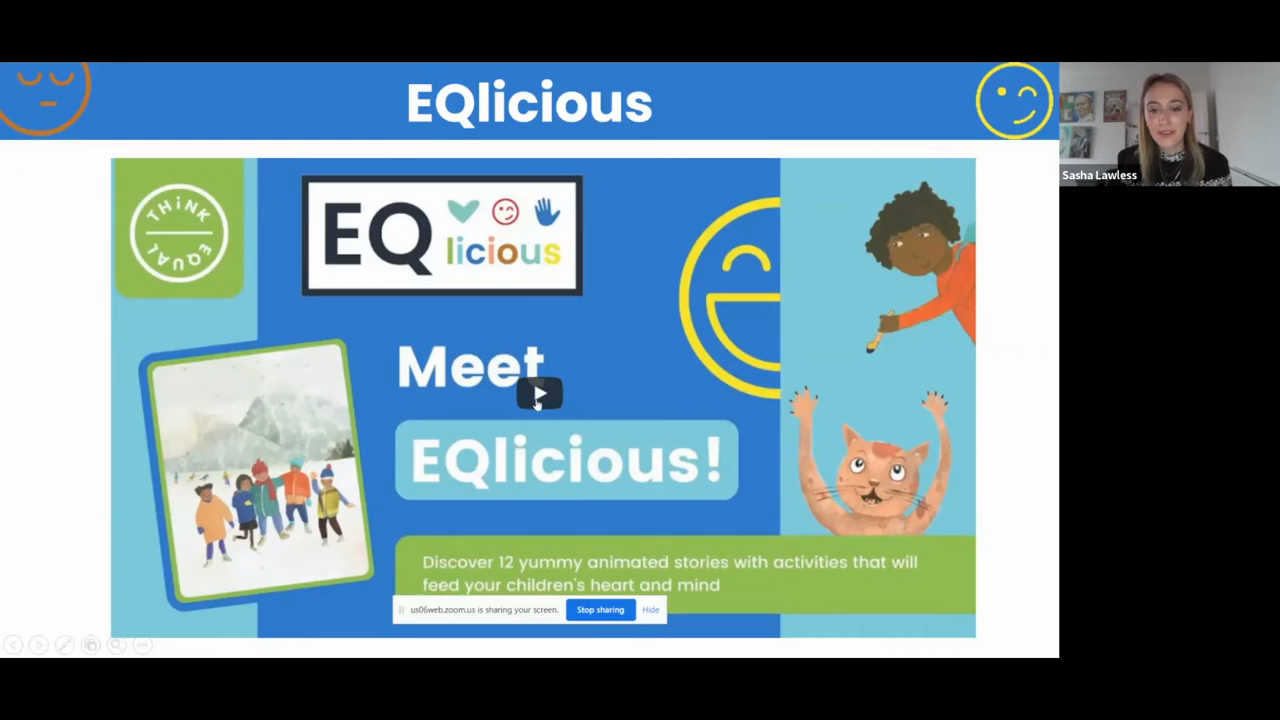 EQlicious
THiNK
EQUAL
EQ
licious
Meet
EQlicious!
Discover 12 yummy animated stories with activities that will
feed your children's heart and mind
us06web.zoom.us is sharing your screen. Stop sharing Hide
Sasha Lawless